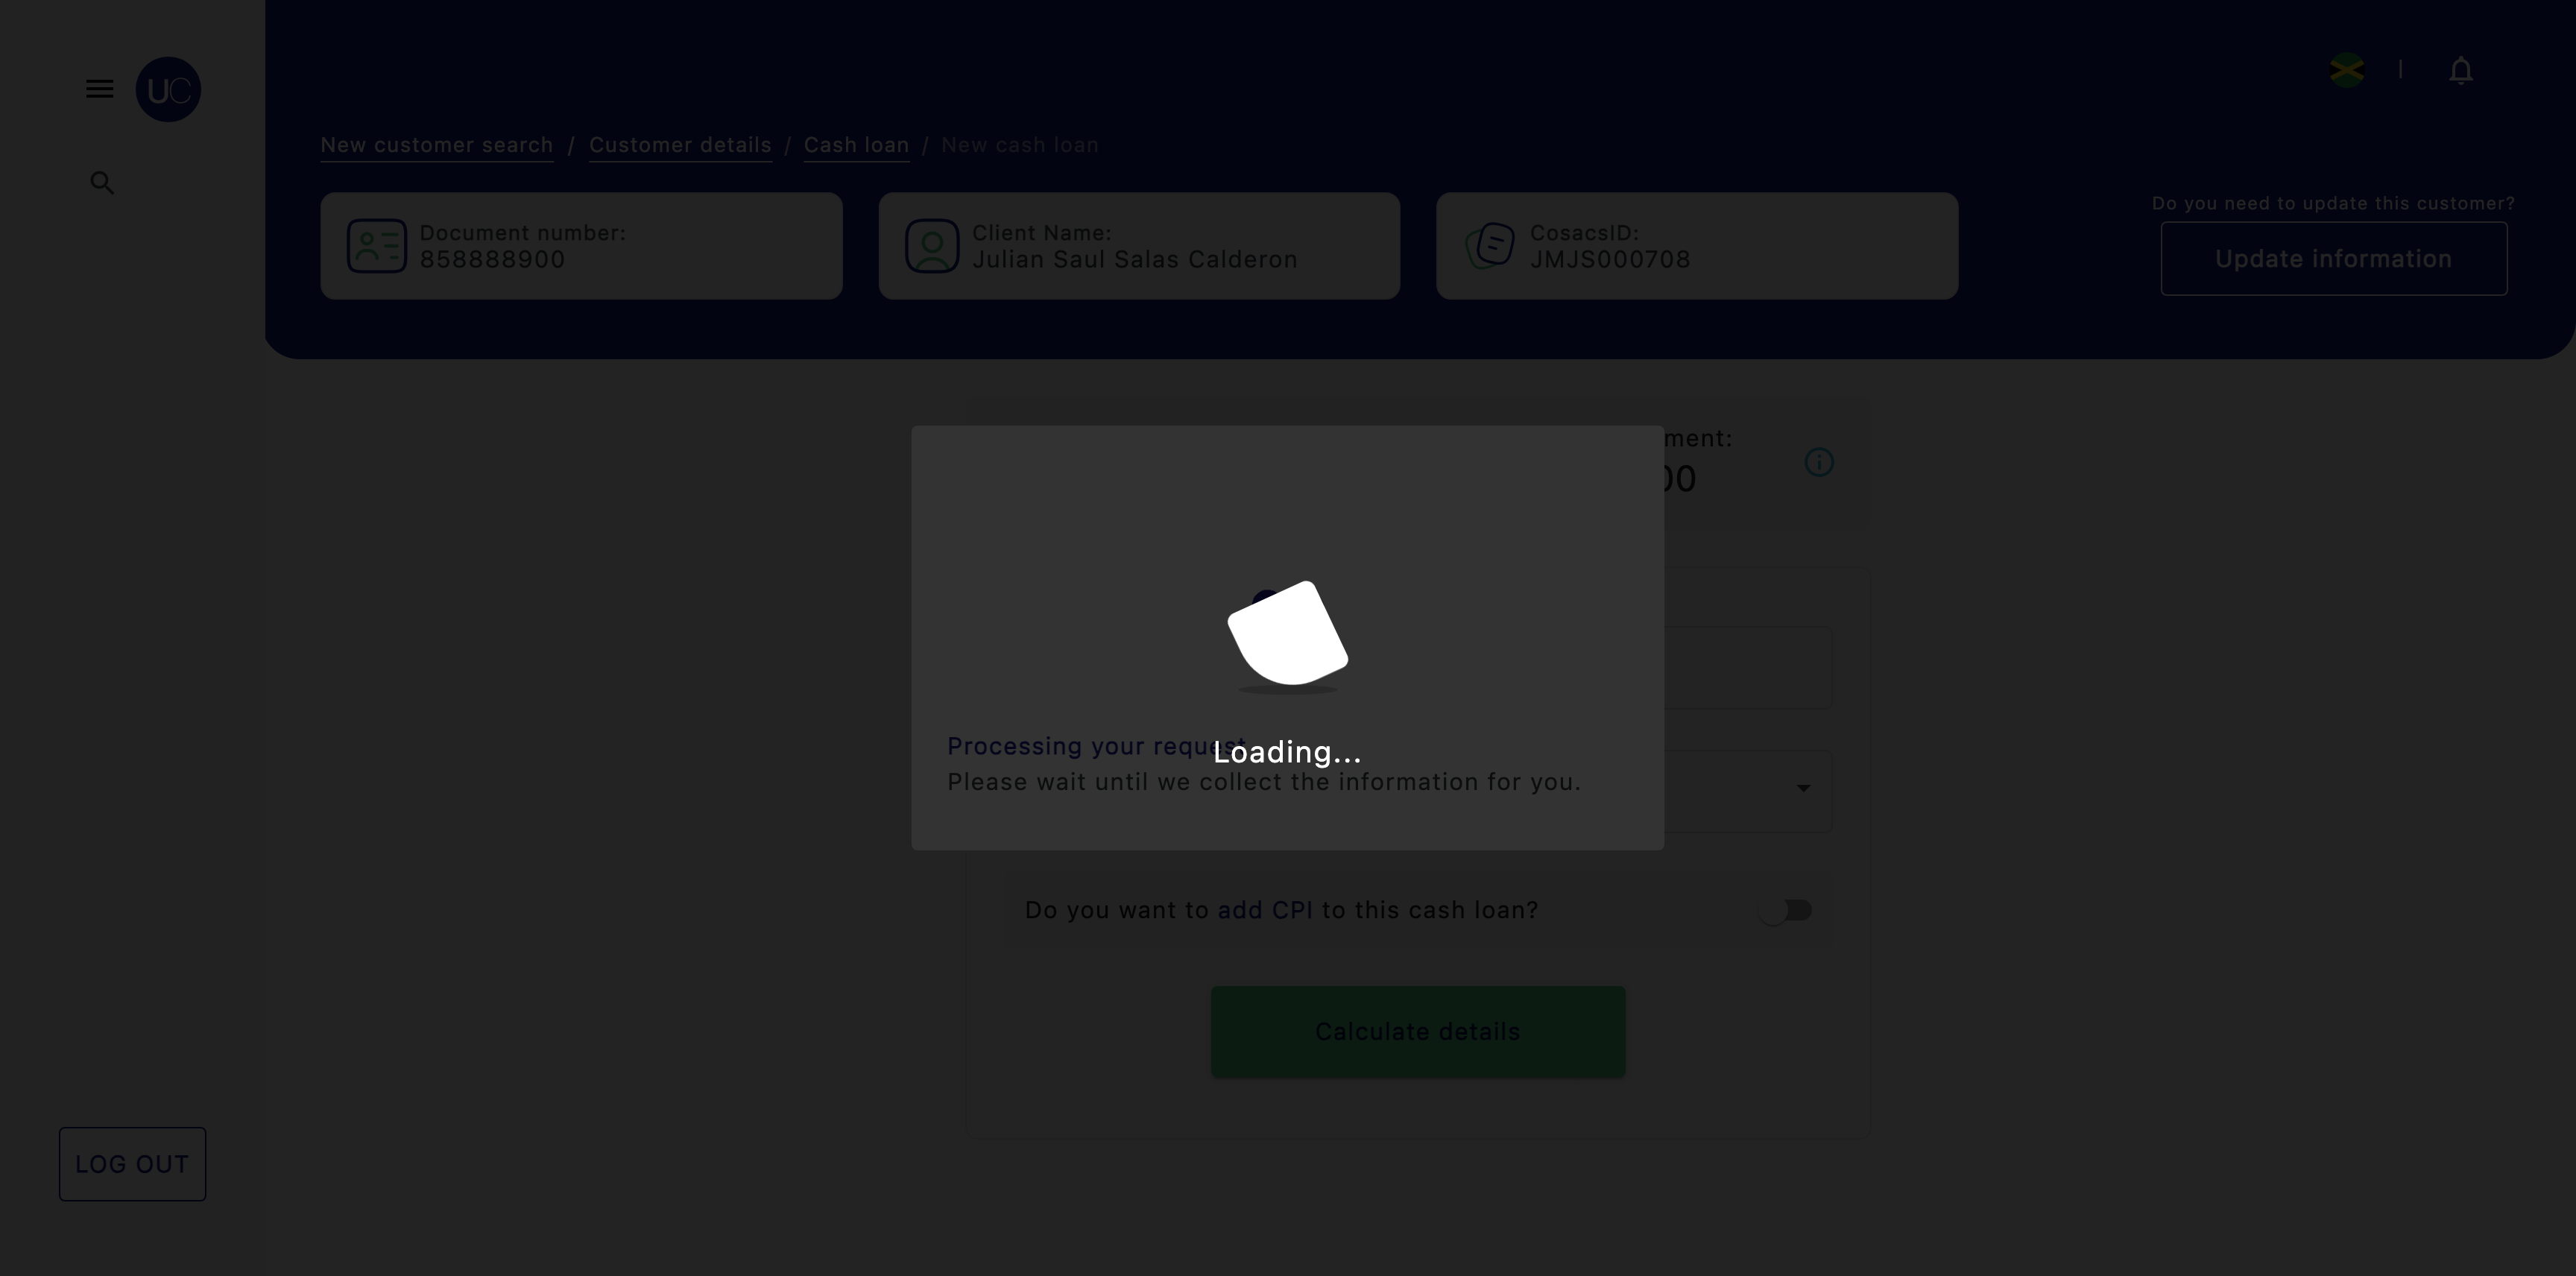 UC
New customer search / Customer details / Cash loan / New cash loan
Document number:
858888900
Client Name:
Julian Saul Salas Calderon
CosacsID:
JMJS000708
Do you need to update this customer?
Update information
ment:
00
Processing your request
Loading...
Please wait until we collect the information for you.
Do you want to add CPI to this cash loan?
Calculate details
LOG OUT